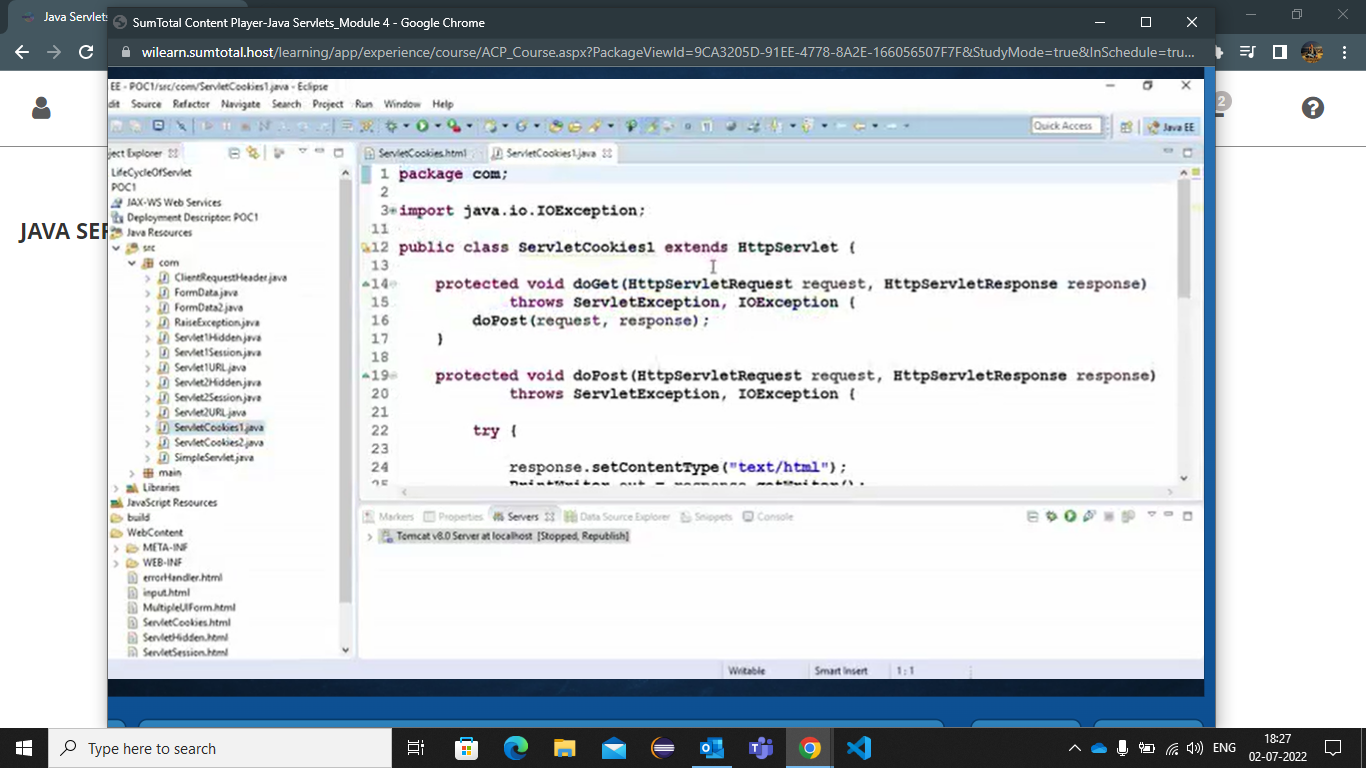 Java Servlets
SumTotal Content Player-Java Servlets_Module 4 - Google Chrome
wilearn.sumtotal.host/learning/app/experience/course/ACP_Course.aspx?PackageViewId=9CA3205D-91EE-4778-8A2E-166056507F7F&StudyMode=true&InSchedule=tru...
2
JAVA SER
EE - POC1/src/com/ServletCookies1.java - Eclipse
dit Source Refactor Navigate Search Project Run Window Help
Quick Access
Java EE
ject Explorer
LifeCycleOfServlet
POC1
JAX-WS Web Services
Deployment Descriptor: POC1
Java Resources
src
com
ClientRequestHeader.java
FormData.java
FormData2.java
RaiseException.java
Servlet1Hidden.java
Servlet1Session.java
Servlet1URL.java
Servlet2Hidden.java
Servlet2Session.java
Servlet2URL.java
ServletCookies1.java
ServletCookies2.java
SimpleServlet.java
main
Libraries
JavaScript Resources
build
WebContent
META-INF
WEB-INF
errorHandler.html
input.html
MultipleUIForm.html
ServletCookies.html
ServletHidden.html
ServletSession.html
ServletCookies.html ServletCookies1.java
1 package com;
2
3 import java.io.IOException;
11
12 public class ServletCookies1 extends HttpServlet {
13
14 protected void doGet(HttpServletRequest request, HttpServletResponse response)
15 throws ServletException, IOException {
16 doPost(request, response);
17 }
18
19 protected void doPost(HttpServletRequest request, HttpServletResponse response)
20 throws ServletException, IOException {
21
22 try {
23
24 response.setContentType("text/html");
25 PrintWriter out = response.getWriter();
Markers Properties Servers Data Source Explorer Snippets Console
Tomcat v8.0 Server at localhost [Stopped, Republish]
Writable Smart Insert 1 : 1
Type here to search
ENG
18:27
02-07-2022